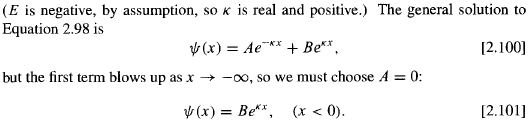 (E is negative, by assumption, so κ is real and positive.) The general solution to
Equation 2.98 is
ψ(x) = Ae^{−κx} + Be^{κx}, [2.100]
but the first term blows up as x → −∞, so we must choose A = 0:
ψ(x) = Be^{κx}, (x < 0). [2.101]